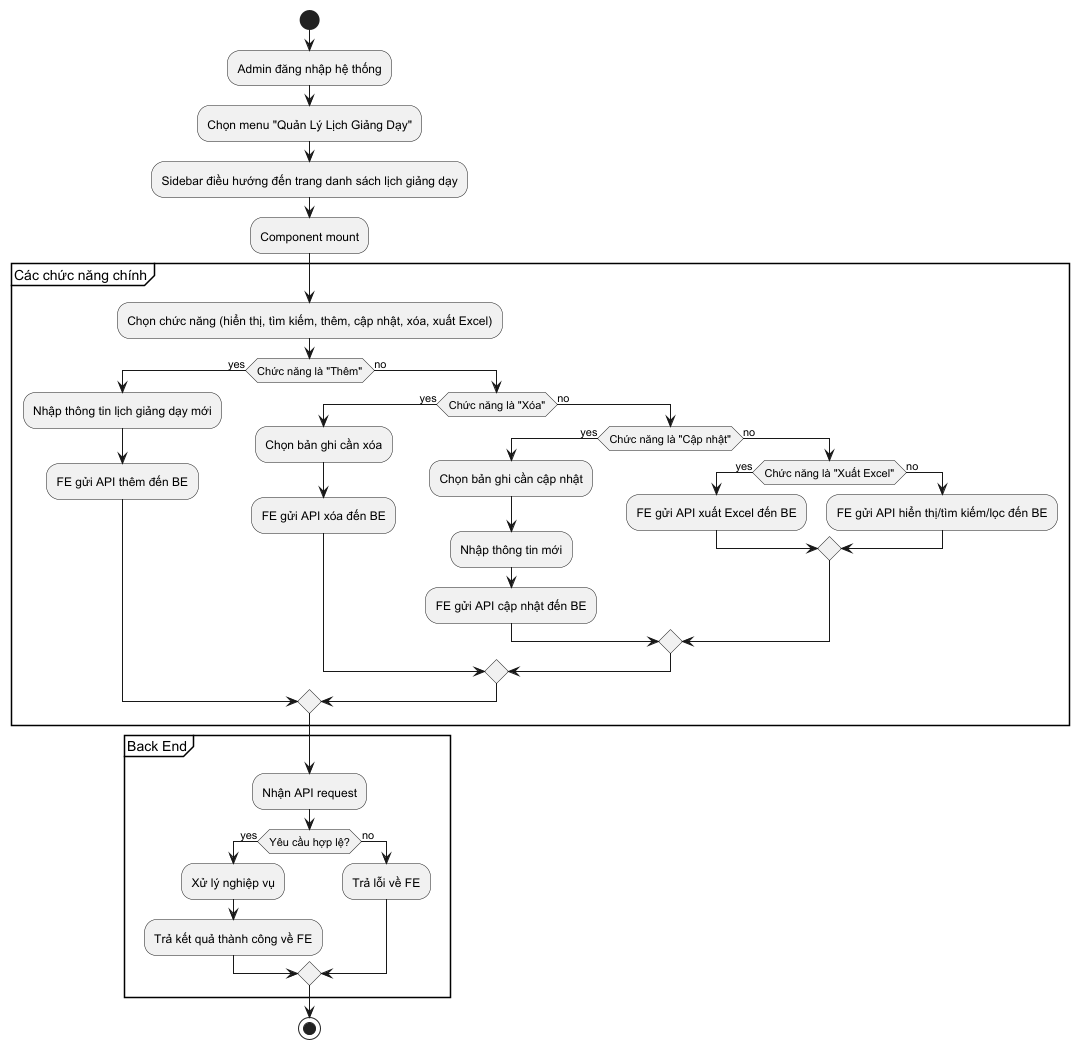 Admin đăng nhập hệ thống
Chọn menu "Quản Lý Lịch Giảng Dạy"
Sidebar điều hướng đến trang danh sách lịch giảng dạy
Component mount
Các chức năng chính
Chọn chức năng (hiển thị, tìm kiếm, thêm, cập nhật, xóa, xuất Excel)
yes
Chức năng là "Thêm"
no
Nhập thông tin lịch giảng dạy mới
FE gửi API thêm đến BE
yes
Chức năng là "Xóa"
no
Chọn bản ghi cần xóa
FE gửi API xóa đến BE
yes
Chức năng là "Cập nhật"
no
Chọn bản ghi cần cập nhật
Nhập thông tin mới
FE gửi API cập nhật đến BE
yes
Chức năng là "Xuất Excel"
no
FE gửi API xuất Excel đến BE
FE gửi API hiển thị/tìm kiếm/lọc đến BE
Back End
Nhận API request
yes
Yêu cầu hợp lệ?
no
Xử lý nghiệp vụ
Trả kết quả thành công về FE
Trả lỗi về FE